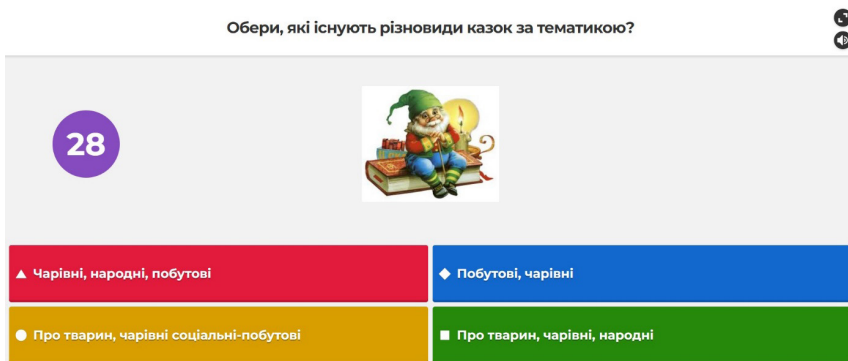 Обери, які існують різновиди казок за тематикою?
28
▲ Чарівні, народні, побутові
◆ Побутові, чарівні
● Про тварин, чарівні соціальні-побутові
■ Про тварин, чарівні, народні